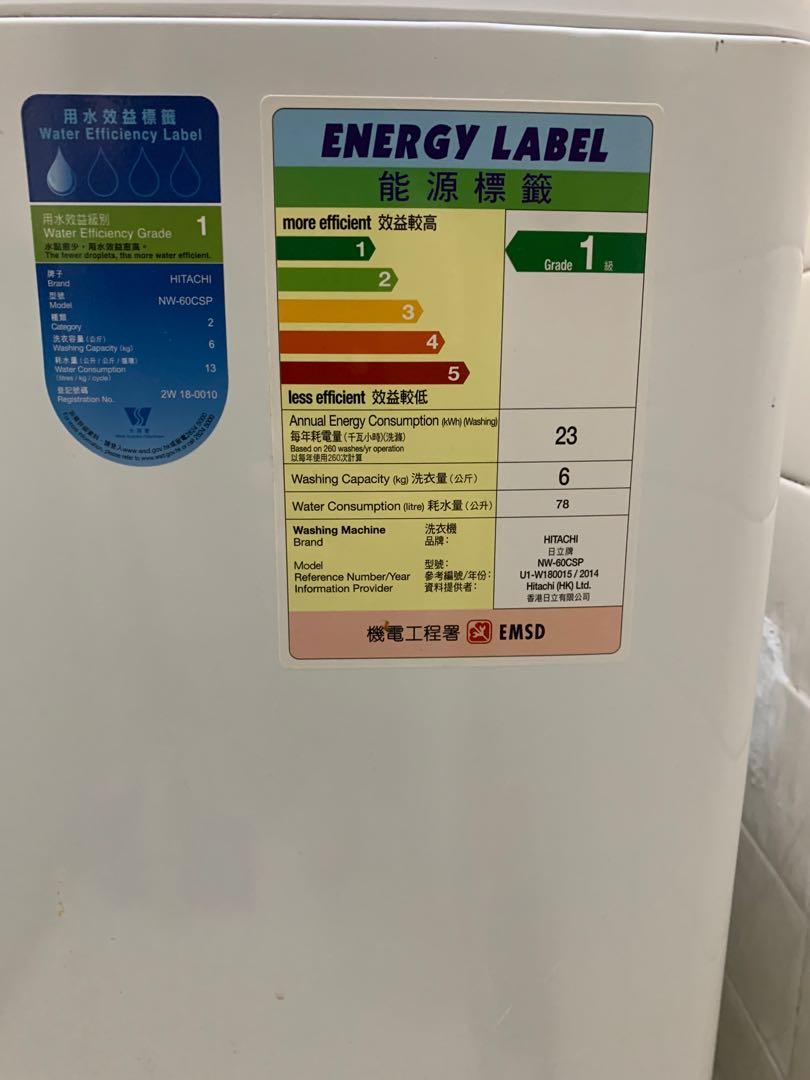 用水效益標籤
Water Efficiency Label
用水效益級別
Water Efficiency Grade 1
水點愈少，用水效益愈高。
The fewer droplets, the more water efficient.
牌子
Brand HITACHI
型號
Model NW-60CSP
種類
Category 2
洗衣容量 (公斤)
Washing Capacity (kg) 6
耗水量 (公升 / 公斤 / 循環)
Water Consumption 13
(litres / kg / cycle)
登記號碼
Registration No. 2W 18-0010
水務署
Water Supplies Department
ENERGY LABEL
能源標籤
more efficient 效益較高
1
2
3
4
5
less efficient 效益較低
Grade 1 級
Annual Energy Consumption (kWh) (Washing)
每年耗電量 (千瓦小時)(洗滌)
Based on 260 washes/yr operation
以每年使用260次計算
23
Washing Capacity (kg) 洗衣量 (公斤) 6
Water Consumption (litre) 耗水量 (公升) 78
Washing Machine 洗衣機
Brand 品牌：
Model 型號：
Reference Number/Year 參考編號/年份：
Information Provider 資料提供者：
HITACHI
日立牌
NW-60CSP
U1-W180015 / 2014
Hitachi (HK) Ltd.
香港日立有限公司
機電工程署 EMSD